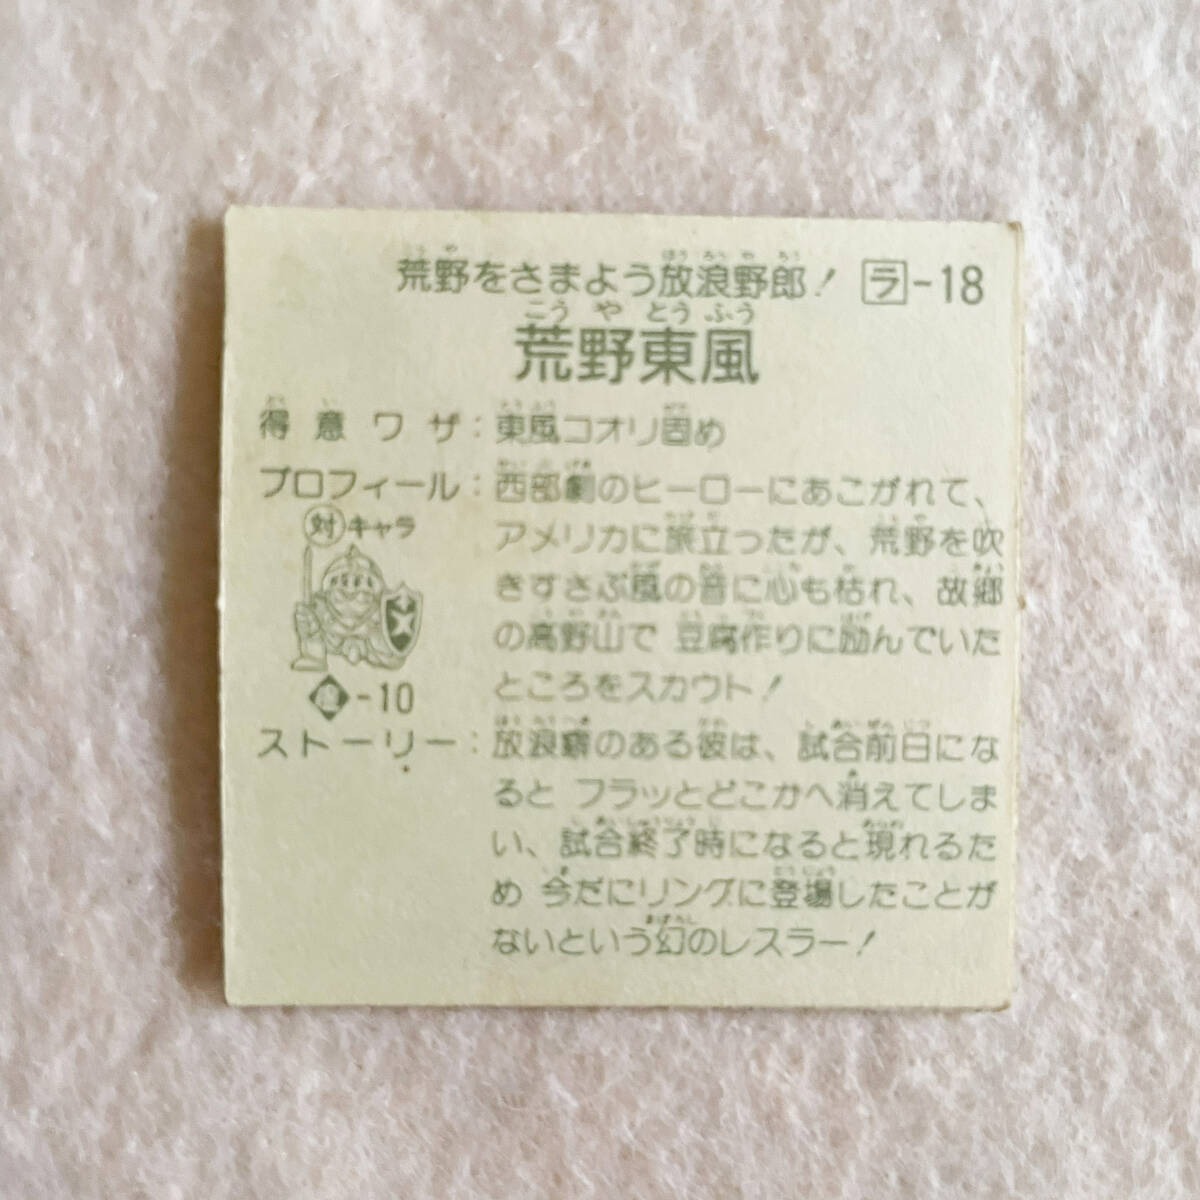 荒野をさまよう放浪野郎! ラ-18
荒野東風
得意ワザ:東風コオリ固め
プロフィール:西部劇のヒーローにあこがれて、
アメリカに旅立ったが、荒野を吹
きすさぶ風の音に心も枯れ、故郷
の高野山で 豆腐作りに励んでいた
ところをスカウト!
対キャラ
-10
ストーリー:放浪癖のある彼は、試合前日にな
ると フラッとどこかへ消えてしま
い、試合終了時になると現れるた
め 今だにリングに登場したことが
ないという幻のレスラー!